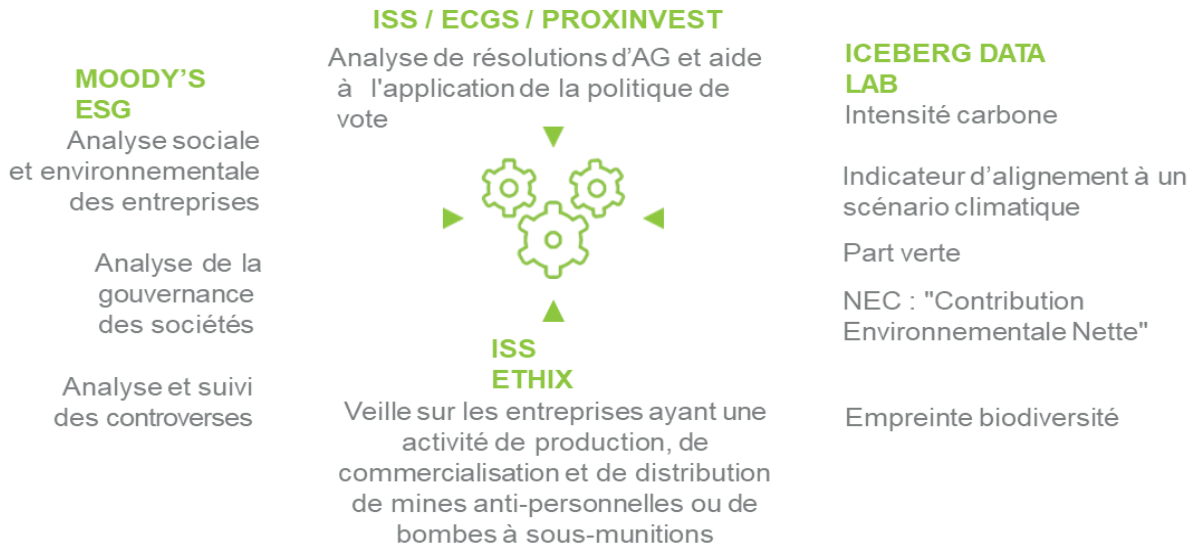 ISS / ECGS / PROXINVEST
Analyse de résolutions d’AG et aide
à l'application de la politique de
vote
MOODY’S
ESG
Analyse sociale
et environnementale
des entreprises
Analyse de la
gouvernance
des sociétés
Analyse et suivi
des controverses
ICEBERG DATA
LAB
Intensité carbone
Indicateur d’alignement à un
scénario climatique
Part verte
NEC : "Contribution
Environnementale Nette"
Empreinte biodiversité
ISS
ETHIX
Veille sur les entreprises ayant une
activité de production, de
commercialisation et de distribution
de mines anti-personnelles ou de
bombes à sous-munitions